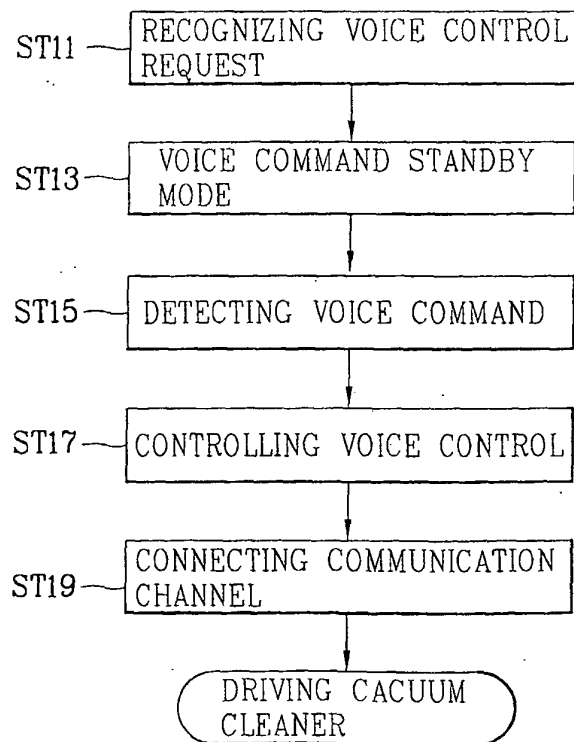 ST11
RECOGNIZING VOICE CONTROL
REQUEST
ST13
VOICE COMMAND STANDBY
MODE
ST15
DETECTING VOICE COMMAND
ST17
CONTROLLING VOICE CONTROL
ST19
CONNECTING COMMUNICATION
CHANNEL
DRIVING CACUUM
CLEANER